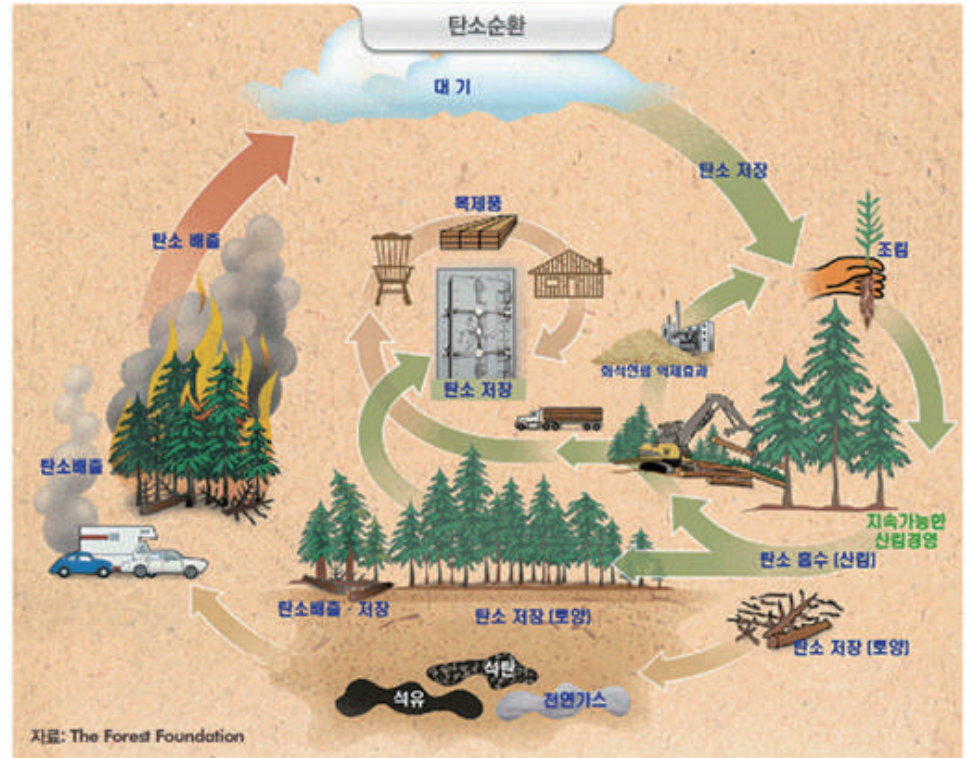 탄소순환
대기
탄소 저장
목제품
조림
탄소 배출
화석연료 억제효과
탄소 저장
탄소배출
지속가능한
산림경영
탄소 흡수 (산림)
탄소배출 · 저장
탄소 저장 (토양)
탄소 저장 (토양)
석탄
석유
천연가스
자료: The Forest Foundation